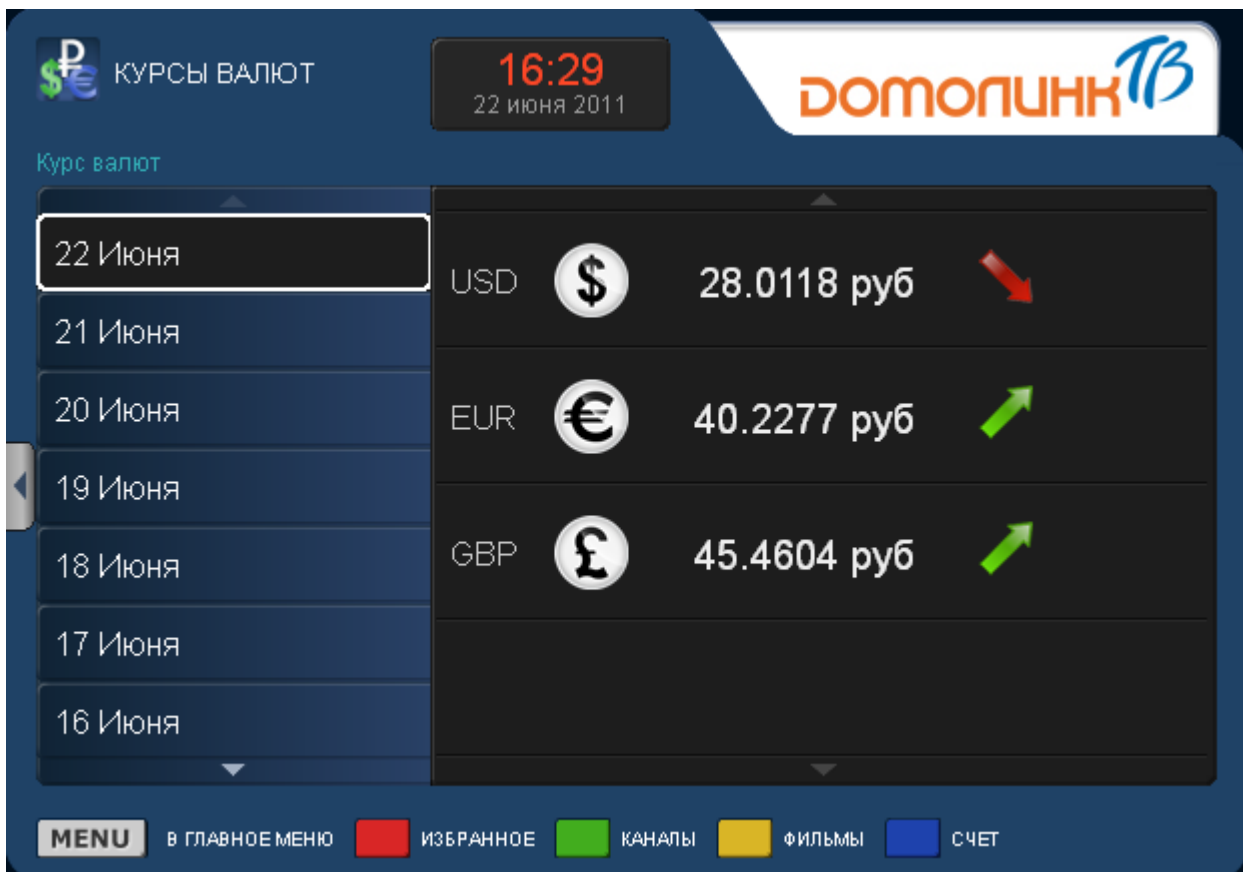 КУРСЫ ВАЛЮТ
16:29
22 июня 2011
Домолинк ТВ
Курс валют
22 Июня
21 Июня
20 Июня
19 Июня
18 Июня
17 Июня
16 Июня
USD $ 28.0118 руб
EUR € 40.2277 руб
GBP £ 45.4604 руб
MENU В ГЛАВНОЕ МЕНЮ ИЗБРАННОЕ КАНАЛЫ ФИЛЬМЫ СЧЕТ